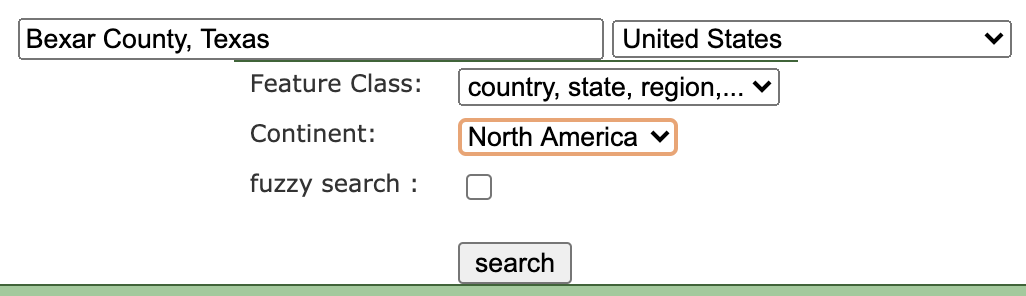 Bexar County, Texas United States
Feature Class: country, state, region,...
Continent: North America
fuzzy search :
search